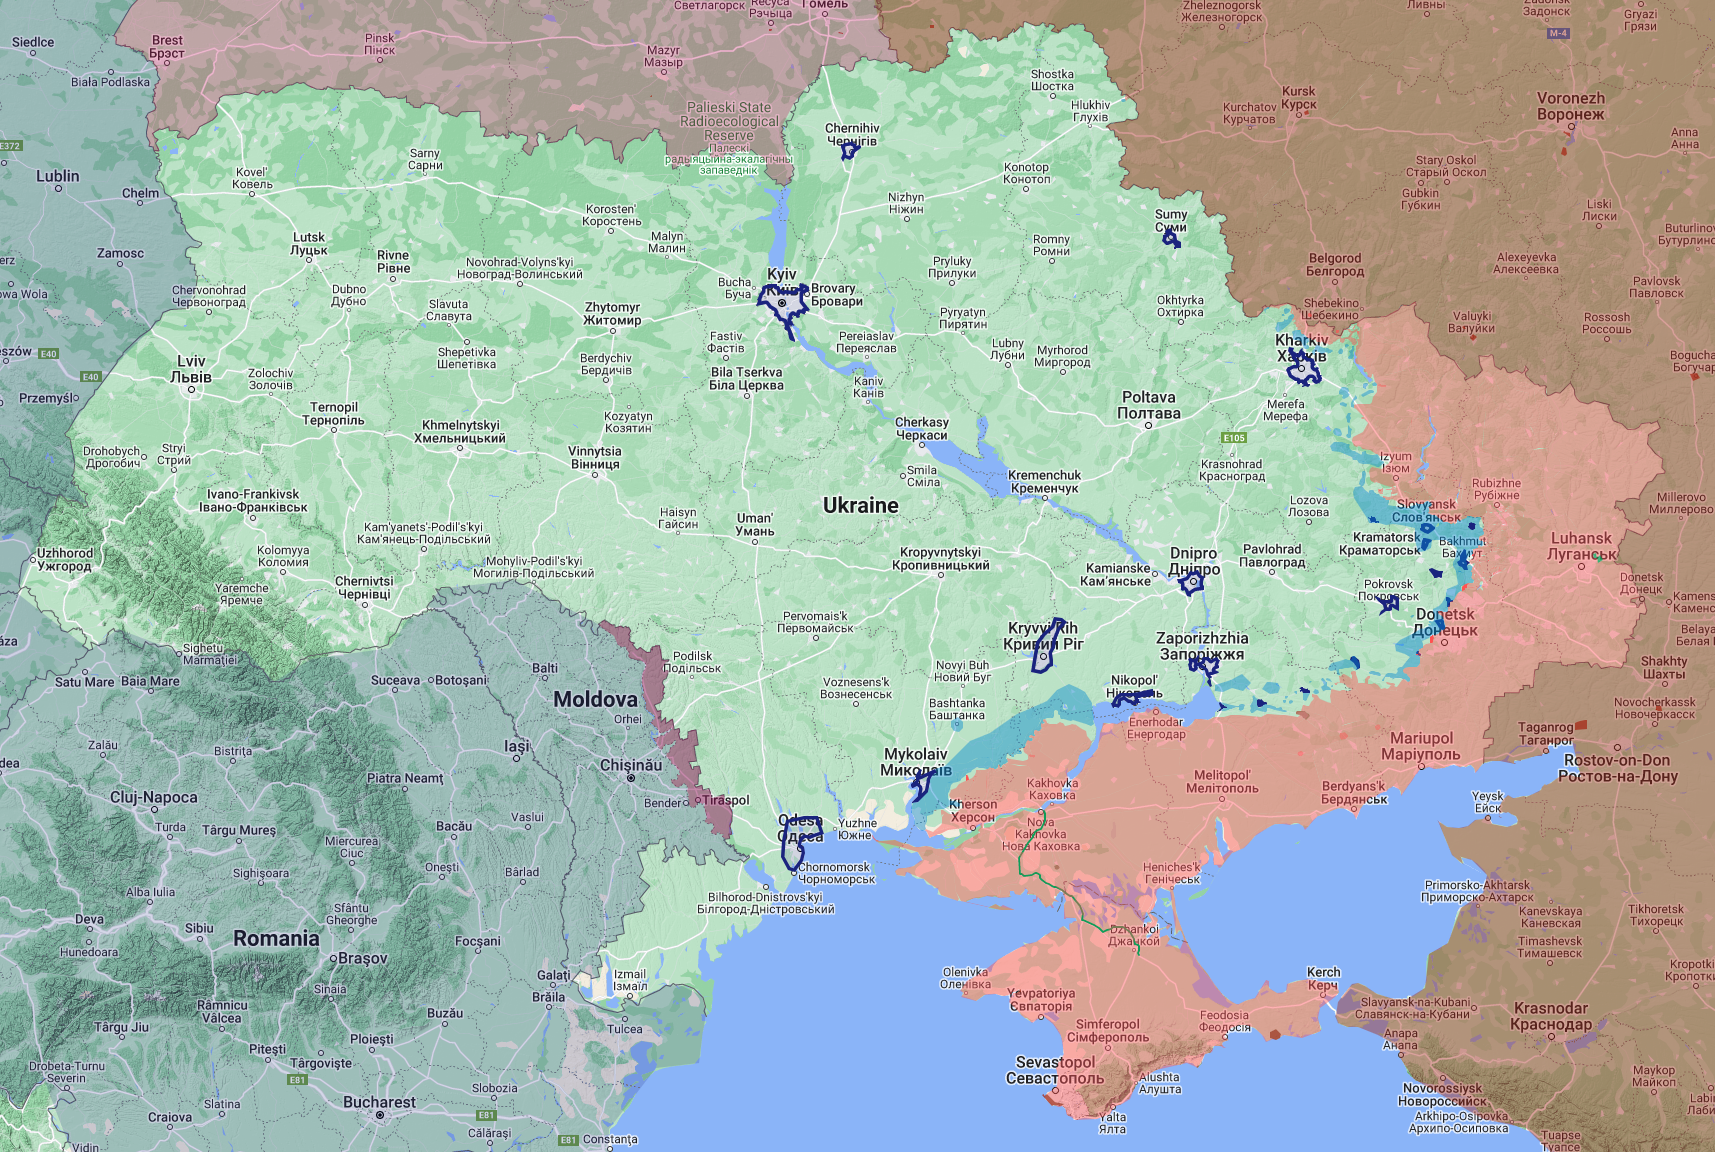 Светлогорск
Rečyca
Рэчыца
Гомель
Zheleznogorsk
Железногорск
Ливны
Zadonsk
Задонск
Gryazi
Грязи
M-4
Siedlce
Brest
Брэст
Pinsk
Пінск
Mazyr
Мазыр
Biała Podlaska
Shostka
Шостка
Hlukhiv
Глухів
Kursk
Курск
Kurchatov
Курчатов
Voronezh
Воронеж
Anna
Анна
Palieski State
Radioecological
Reserve
Палескі
радыяцыйна-экалагічны
запаведнік
Chernihiv
Чернігів
E372
Sarny
Сарни
Kovel'
Ковель
Lublin
Chelm
Konotop
Конотоп
Stary Oskol
Старый Оскол
Gubkin
Губкин
Nizhyn
Ніжин
Liski
Лиски
Korosten'
Коростень
Sumy
Суми
Buturlinov
Бутурлин
Zamosc
Lutsk
Луцьк
Rivne
Рівне
Malyn
Малин
Romny
Ромни
Novohrad-Volyns'kyi
Новоград-Волинський
Pryluky
Прилуки
Belgorod
Белгород
Alexeyevka
Алексеевка
Kyiv
Київ
Bucha
Буча
Brovary
Бровари
Chervonohrad
Червоноград
Dubno
Дубно
Slavuta
Славута
Zhytomyr
Житомир
Okhtyrka
Охтирка
Shebekino
Шебекино
Pavlovsk
Павловск
Pyryatyn
Пирятин
Valuyki
Валуйки
Rossosh
Россошь
Fastiv
Фастів
Pereiaslav
Переяслав
Lubny
Лубни
Myrhorod
Миргород
Kharkiv
Харків
E40
E40
Lviv
Львів
Zolochiv
Золочів
Shepetivka
Шепетівка
Berdychiv
Бердичів
Bila Tserkva
Біла Церква
Kaniv
Канів
Przemyśl
Poltava
Полтава
Merefa
Мерефа
Ternopil
Тернопіль
Khmelnytskyi
Хмельницький
Kozyatyn
Козятин
Cherkasy
Черкаси
E105
Drohobych
Дрогобич
Stryi
Стрий
Vinnytsia
Вінниця
Smila
Сміла
Kremenchuk
Кременчук
Krasnohrad
Красноград
Izyum
Ізюм
Rubizhne
Рубіжне
Ivano-Frankivsk
Івано-Франківськ
Ukraine
Haisyn
Гайсин
Uman'
Умань
Lozova
Лозова
Slovyansk
Слов'янськ
Millerovo
Миллерово
Kam'yanets'-Podil's'kyi
Кам'янець-Подільський
Kramatorsk
Краматорськ
Bakhmut
Бахмут
Luhansk
Луганськ
Uzhhorod
Ужгород
Kolomyya
Коломия
Mohyliv-Podil's'kyi
Могилів-Подільський
Kropyvnytskyi
Кропивницький
Dnipro
Дніпро
Kamianske
Кам'янське
Pavlohrad
Павлоград
Chernivtsi
Чернівці
Yaremche
Яремче
Pokrovsk
Покровськ
Donetsk
Донецк
Pervomais'k
Первомайськ
Kryvyi Rih
Кривий Ріг
Donetsk
Донецьк
Zaporizhzhia
Запоріжжя
Sighetu
Marmației
Satu Mare
Baia Mare
Suceava
Botoșani
Balti
Podilsk
Подільськ
Novyi Buh
Новий Буг
Voznesens'k
Вознесенськ
Nikopol'
Нікополь
Shakhty
Шахты
Moldova
Orhei
Bashtanka
Баштанка
Enerhodar
Енергодар
Novocherkassk
Новочеркасск
Taganrog
Таганрог
Mariupol
Маріуполь
Zalău
Bistrița
Iași
Chișinău
Mykolaiv
Миколаїв
Rostov-on-Don
Ростов-на-Дону
Piatra Neamț
Cluj-Napoca
Bender
Tiraspol
Melitopol'
Мелітополь
Berdyans'k
Бердянськ
Kakhovka
Каховка
Yeysk
Ейск
Kherson
Херсон
Turda
Târgu Mureș
Bacău
Vaslui
Odesa
Одеса
Yuzhne
Южне
Nova
Kakhovka
Нова Каховка
Miercurea
Ciuc
Sighișoara
Onești
Bârlad
Chornomorsk
Чорноморськ
Heniches'k
Генічеськ
Alba Iulia
Bilhorod-Dnistrovs'kyi
Білгород-Дністровський
Primorsko-Akhtarsk
Приморско-Ахтарск
Kanevskaya
Каневская
Tikhoretsk
Тихорецк
Deva
Sibiu
Sfântu
Gheorghe
Dzhankoi
Джанкой
Timashevsk
Тимашевск
Hunedoara
Romania
Focșani
Brașov
Kropotki
Кропотки
Galați
Izmail
Ізмаїл
Olenivka
Оленівка
Kerch
Керч
Sinaia
Brăila
Yevpatoriya
Євпаторія
Slavyansk-na-Kubani
Славянск-на-Кубани
Krasnodar
Краснодар
Râmnicu
Vâlcea
Târgu Jiu
Buzău
Tulcea
Simferopol
Сімферополь
Feodosia
Феодосія
Anapa
Анапа
Pitești
Ploiești
Târgoviște
Sevastopol
Севастополь
Alushta
Алушта
Maykop
Майкоп
Drobeta-Turnu
Severin
E81
Slobozia
Novorossiysk
Новороссийск
Slatina
Bucharest
E81
Craiova
Yalta
Ялта
Arkhipo-Osipovka
Архипо-Осиповка
Călărași
E81
Constanța
Vidin
Tuapse
Туапсе